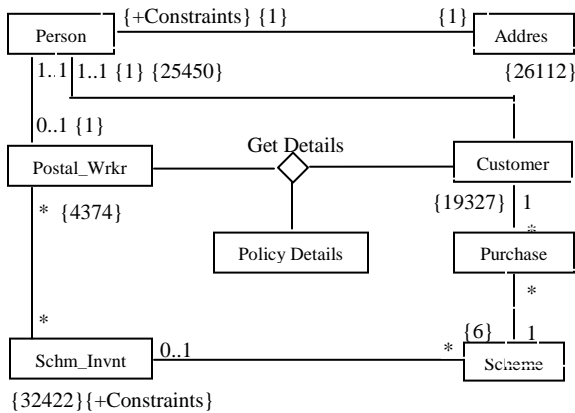 {+Constraints} {1} {1}
Person Addres
1..1 1..1 {1} {25450} {26112}
0..1 {1}
Get Details
Postal_Wrkr Customer
* {4374} {19327} 1
*
Policy Details Purchase
*
* {6} 1
0..1 *
Schm_Invnt Scheme
{32422}{+Constraints}